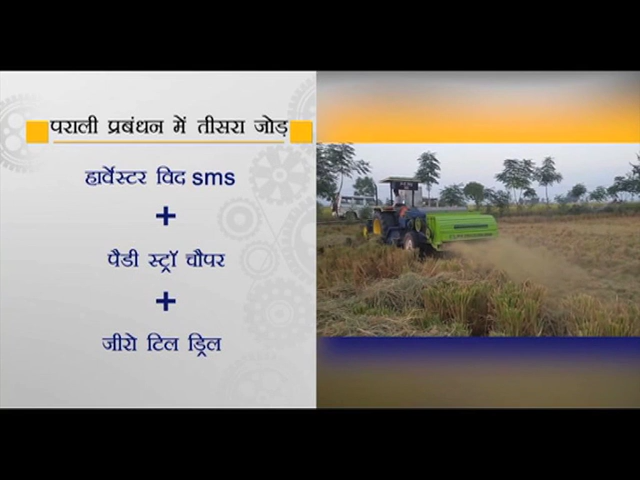 पराली प्रबंधन में तीसरा जोड़
हार्वेस्टर विद sms
+
पैडी स्ट्रॉ चौपर
+
जीरो टिल ड्रिल